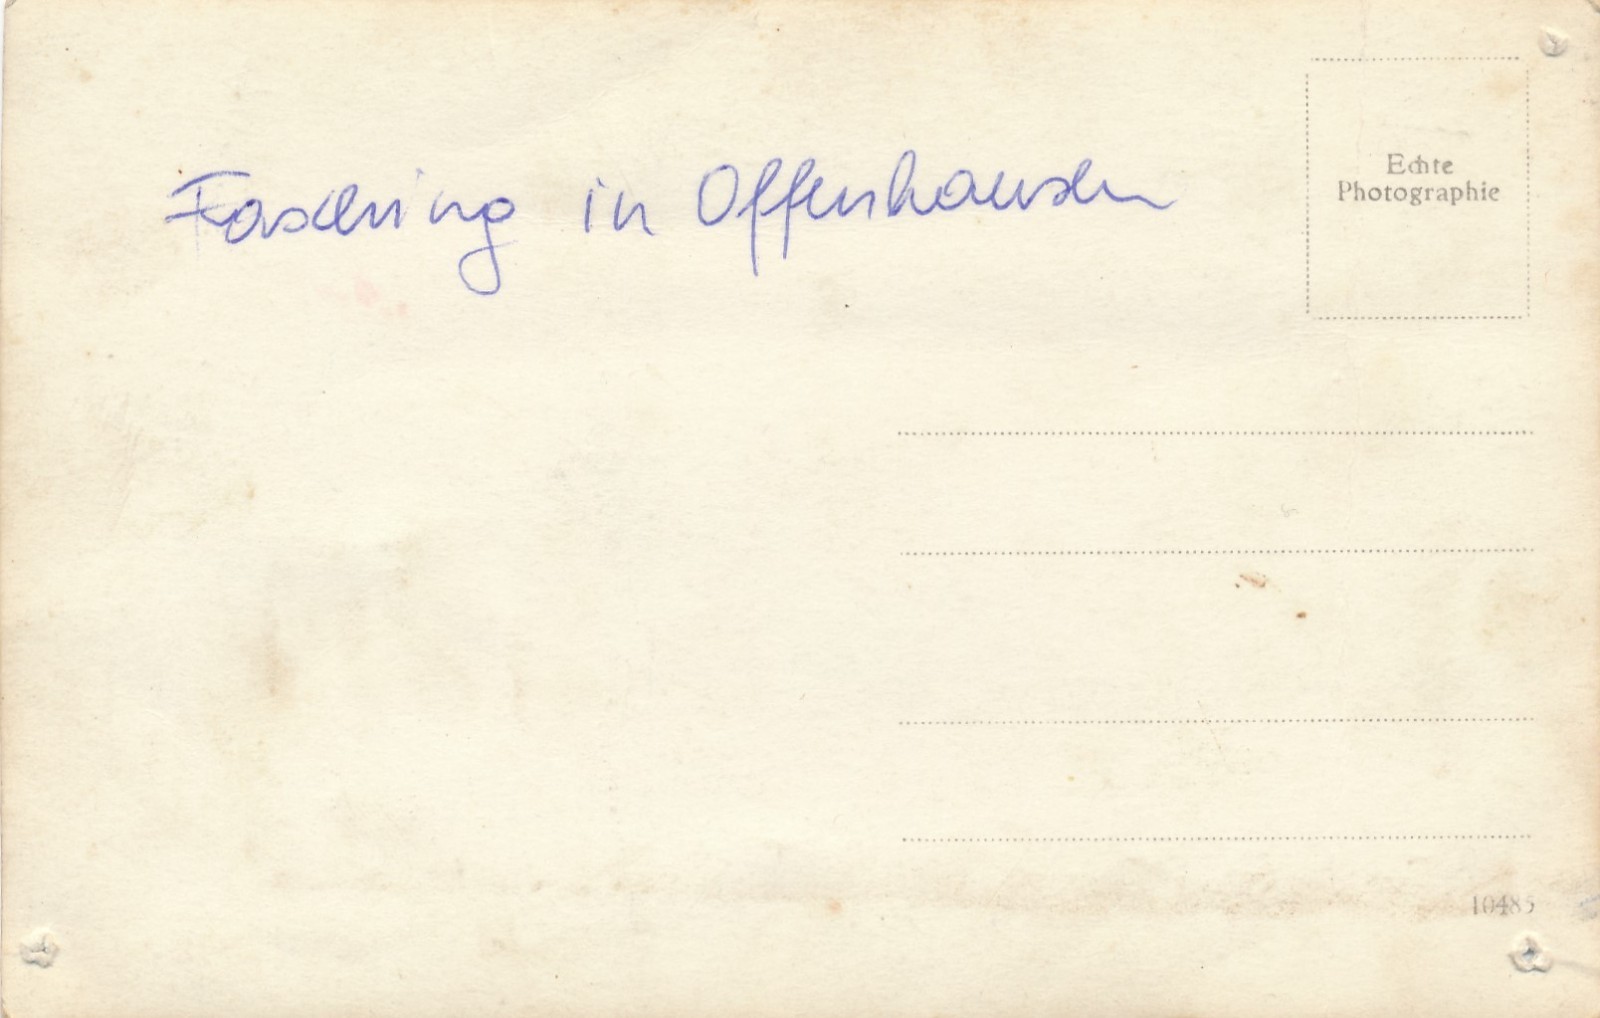 Fasching in Offenhausen
Echte
Photographie
10485